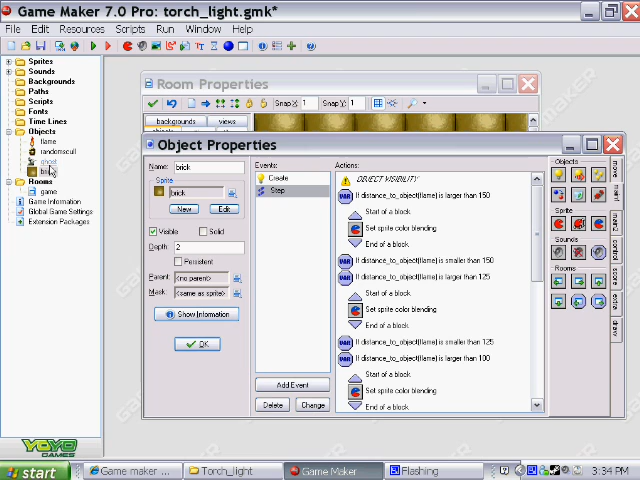 Game Maker 7.0 Pro: torch_light.gmk*
File Edit Resources Scripts Run Window Help
Sprites
Sounds
Backgrounds
Paths
Scripts
Fonts
Time Lines
Objects
flame
randomscull
ghost
Rooms
game
Game Information
Global Game Settings
Extension Packages
YOYO
GAMES
Room Properties
Snap X: 1
Snap Y: 1
backgrounds
views
Object Properties
Name: brick
Sprite
brick
New
Edit
Visible
Solid
Depth: 2
Persistent
Parent: <no parent>
Mask: <same as sprite>
Show Information
OK
Events:
Create
Step
Add Event
Delete
Change
Actions:
OBJECT VISIBILITY
If distance_to_object(flame) is larger than 150
Start of a block
Set sprite color blending
End of a block
If distance_to_object(flame) is smaller than 150
If distance_to_object(flame) is larger than 125
Start of a block
Set sprite color blending
End of a block
If distance_to_object(flame) is smaller than 125
If distance_to_object(flame) is larger than 100
Start of a block
Set sprite color blending
End of a block
VAR
VAR
VAR
VAR
VAR
Objects
Sprite
Sounds
Rooms
move
main1
main2
control
score
extra
draw
start
Game maker ...
Torch_light
Game Maker
Flashing
3:34 PM